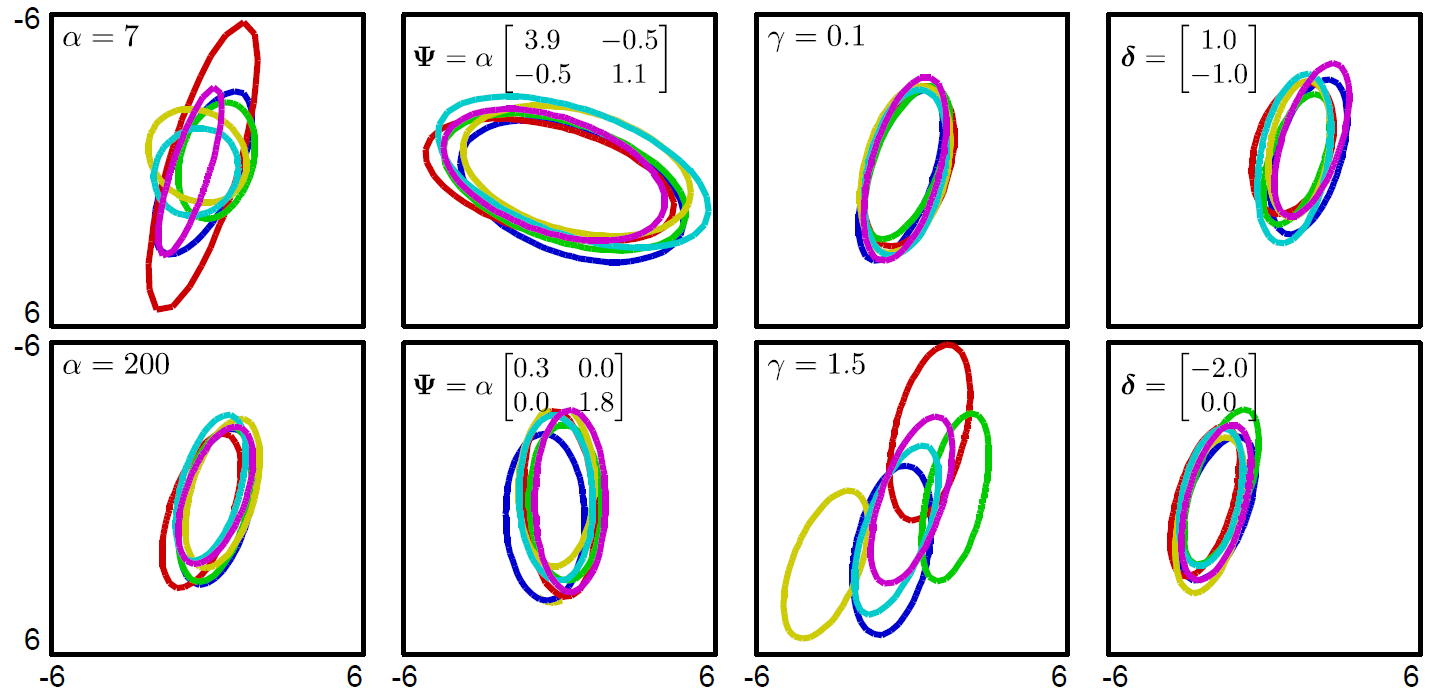 -6
α = 7
Ψ = α [ 3.9 −0.5
−0.5 1.1 ]
γ = 0.1
δ = [ 1.0
−1.0 ]
6
-6
α = 200
Ψ = α [ 0.3 0.0
0.0 1.8 ]
γ = 1.5
δ = [ −2.0
0.0 ]
6
-6 6 -6 6 -6 6 -6 6